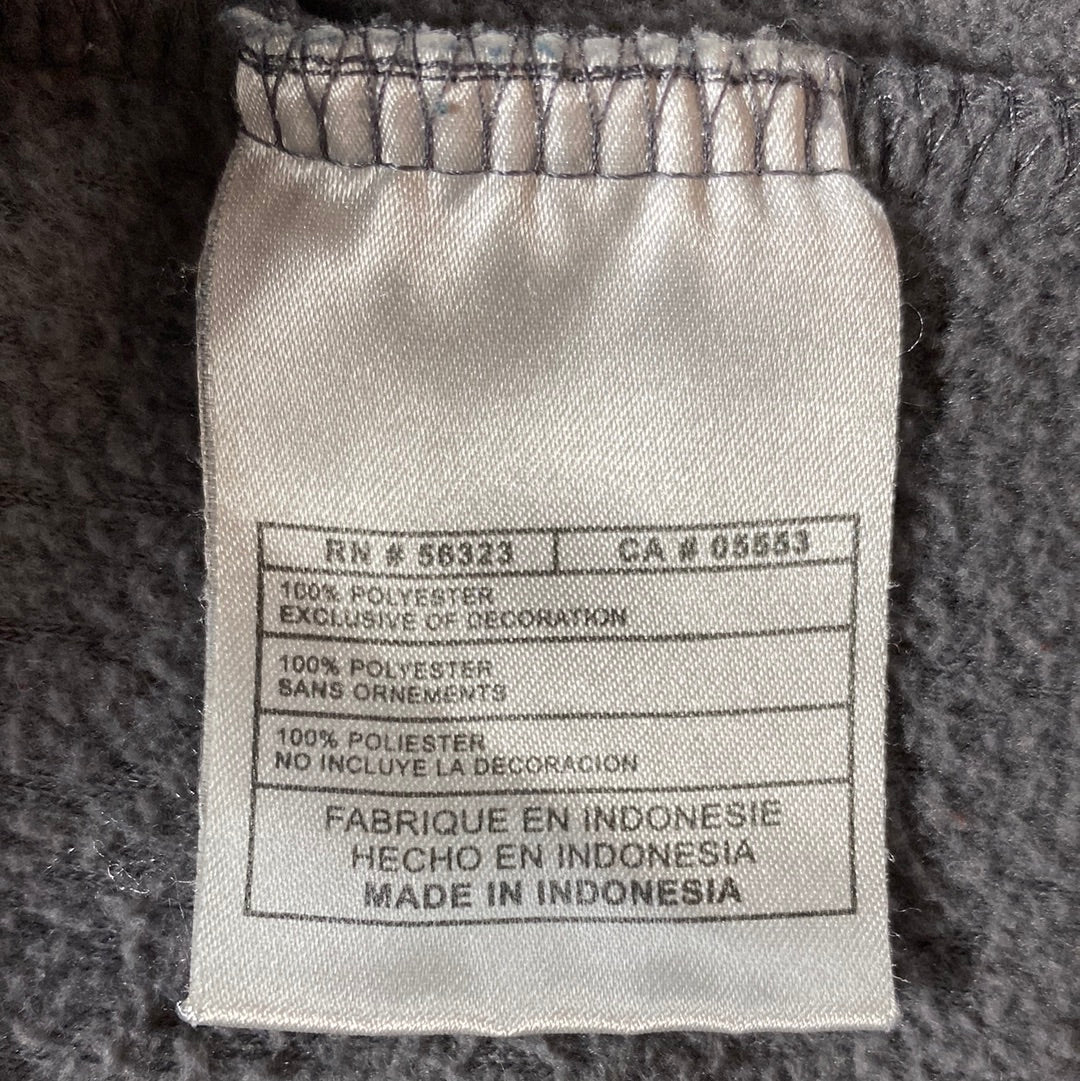 RN # 56323 CA # 05553
100% POLYESTER
EXCLUSIVE OF DECORATION
100% POLYESTER
SANS ORNEMENTS
100% POLIESTER
NO INCLUYE LA DECORACION
FABRIQUE EN INDONESIE
HECHO EN INDONESIA
MADE IN INDONESIA